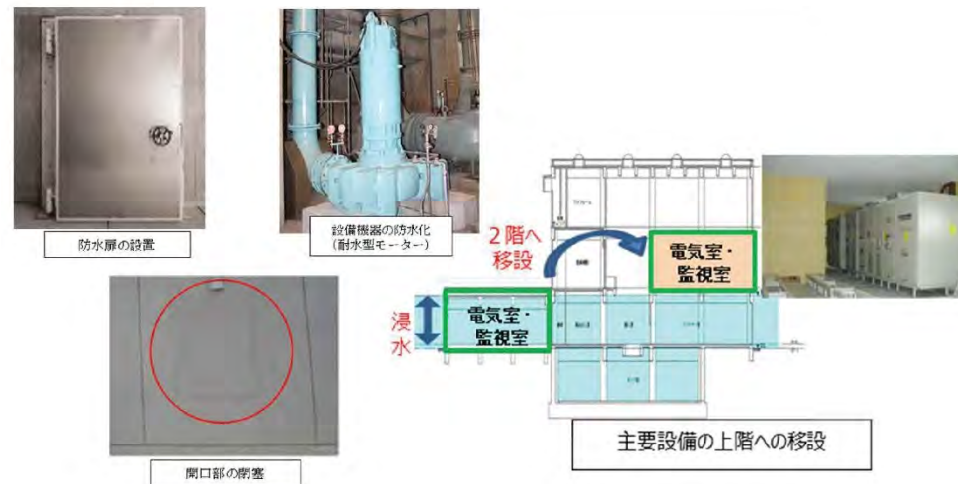 防水扉の設置
設備機器の防水化
(耐水型モーター)
2階へ
移設
電気室・
監視室
浸
水
電気室・
監視室
開口部の閉塞
主要設備の上階への移設